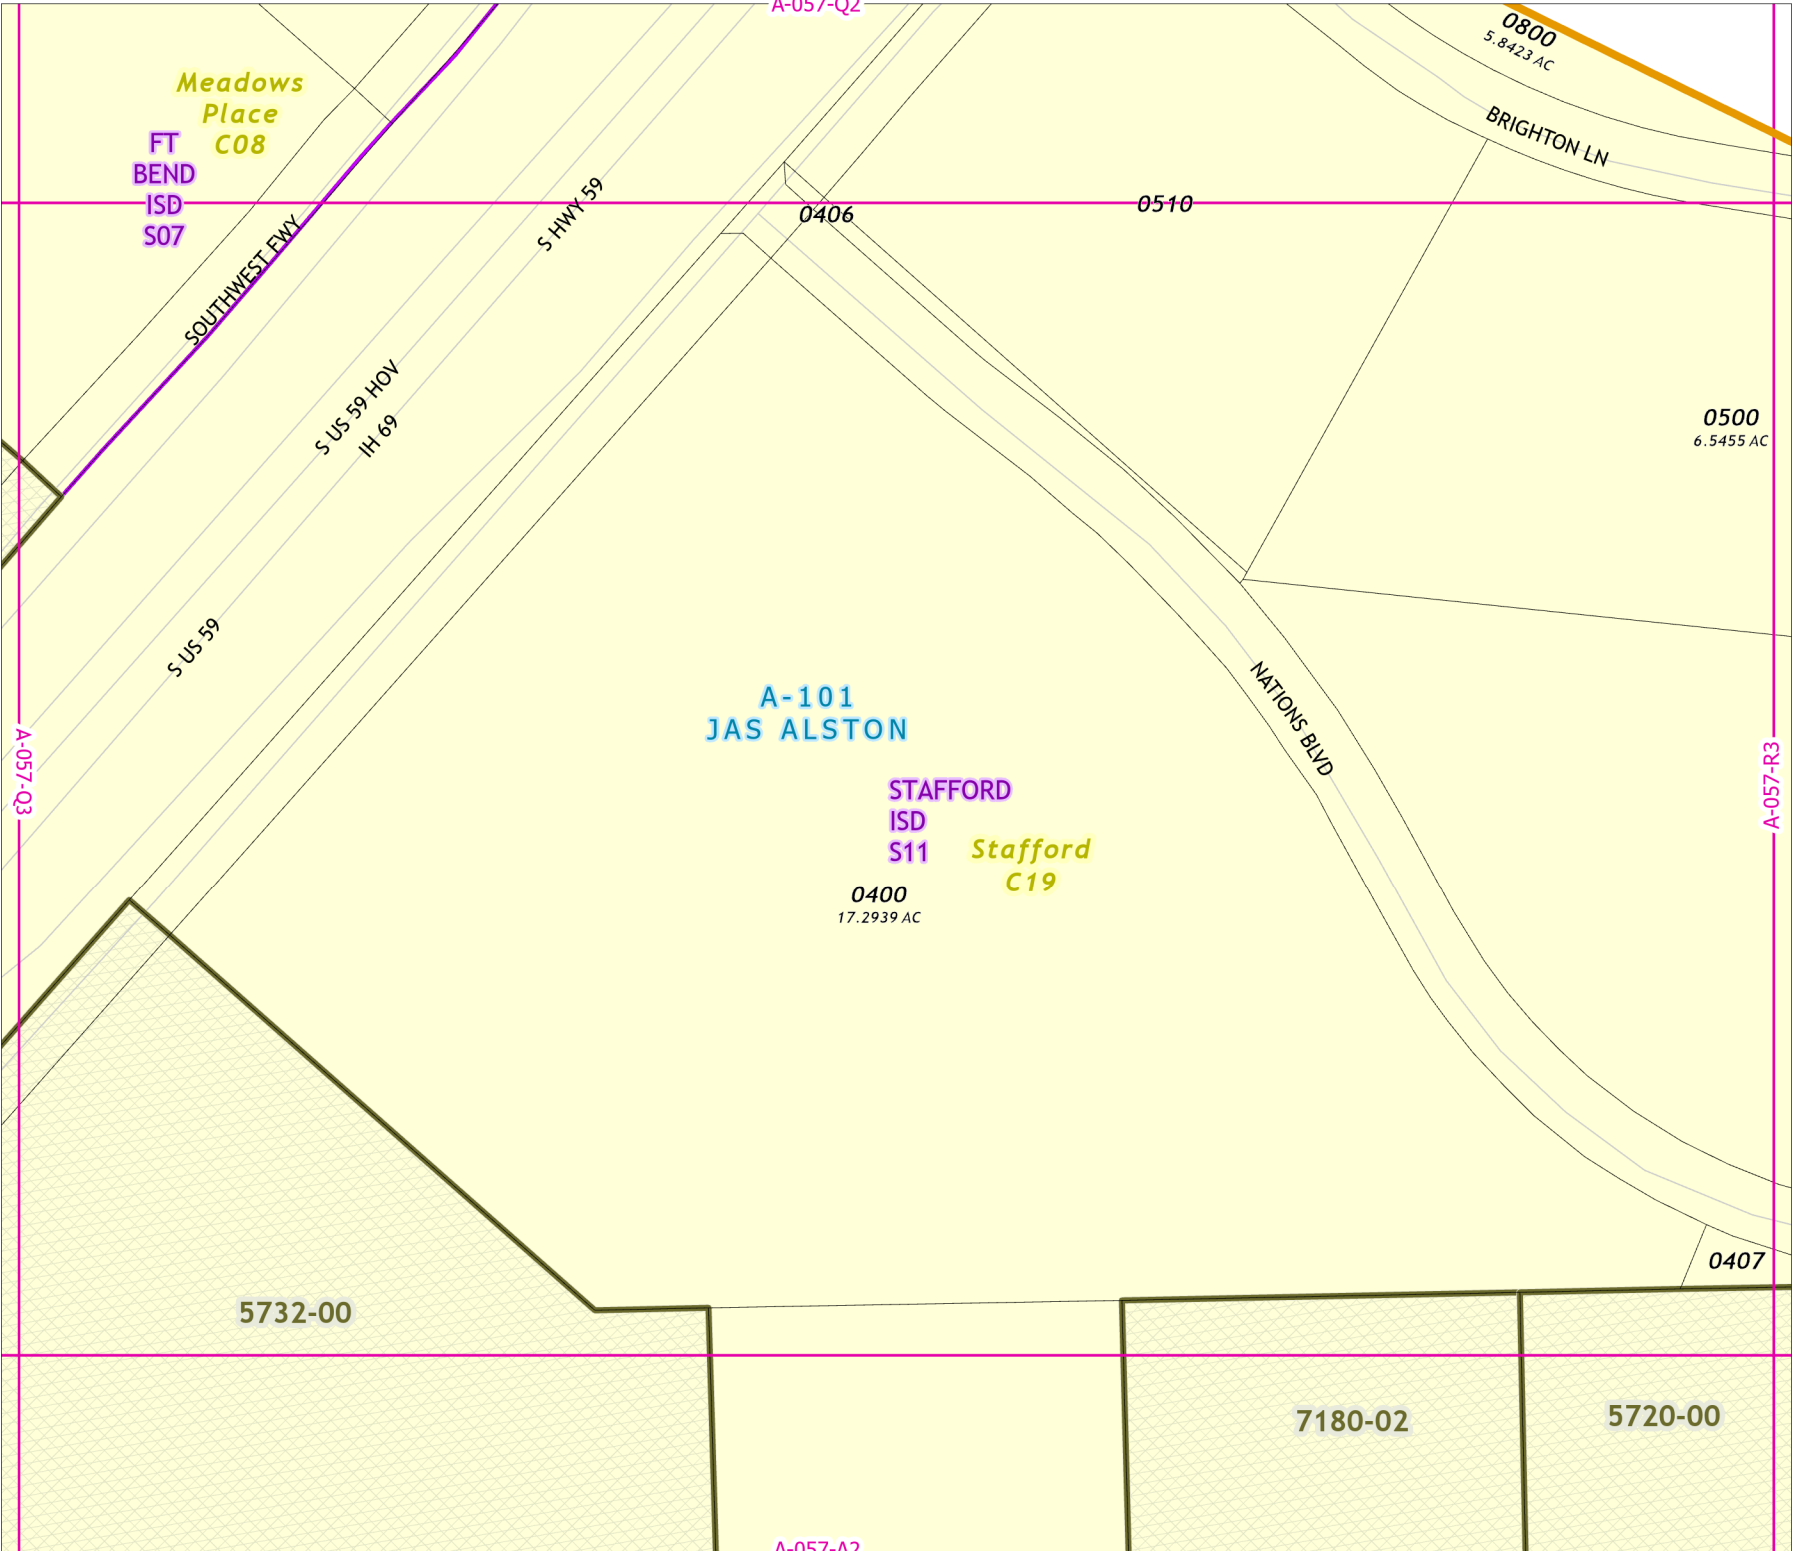 A-057-Q2
0800
5.8423 AC
Meadows
Place
C08
FT
BEND
ISD
S07
BRIGHTON LN
S HWY 59
0406
0510
SOUTHWEST FWY
S US 59 HOV
IH 69
0500
6.5455 AC
S US 59
A-101
JAS ALSTON
NATIONS BLVD
A-057-Q3
A-057-R3
STAFFORD
ISD
S11
Stafford
C19
0400
17.2939 AC
0407
5732-00
7180-02
5720-00
A-057-A2